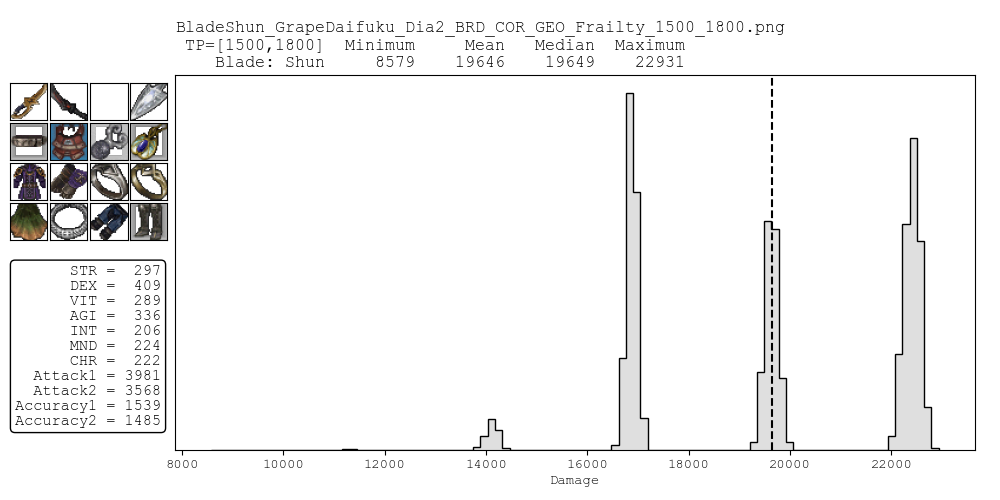 BladeShun_GrapeDaifuku_Dia2_BRD_COR_GEO_Frailty_1500_1800.png
TP=[1500,1800] Minimum Mean Median Maximum
Blade: Shun 8579 19646 19649 22931
STR = 297
DEX = 409
VIT = 289
AGI = 336
INT = 206
MND = 224
CHR = 222
Attack1 = 3981
Attack2 = 3568
Accuracy1 = 1539
Accuracy2 = 1485
8000 10000 12000 14000 16000 18000 20000 22000
Damage